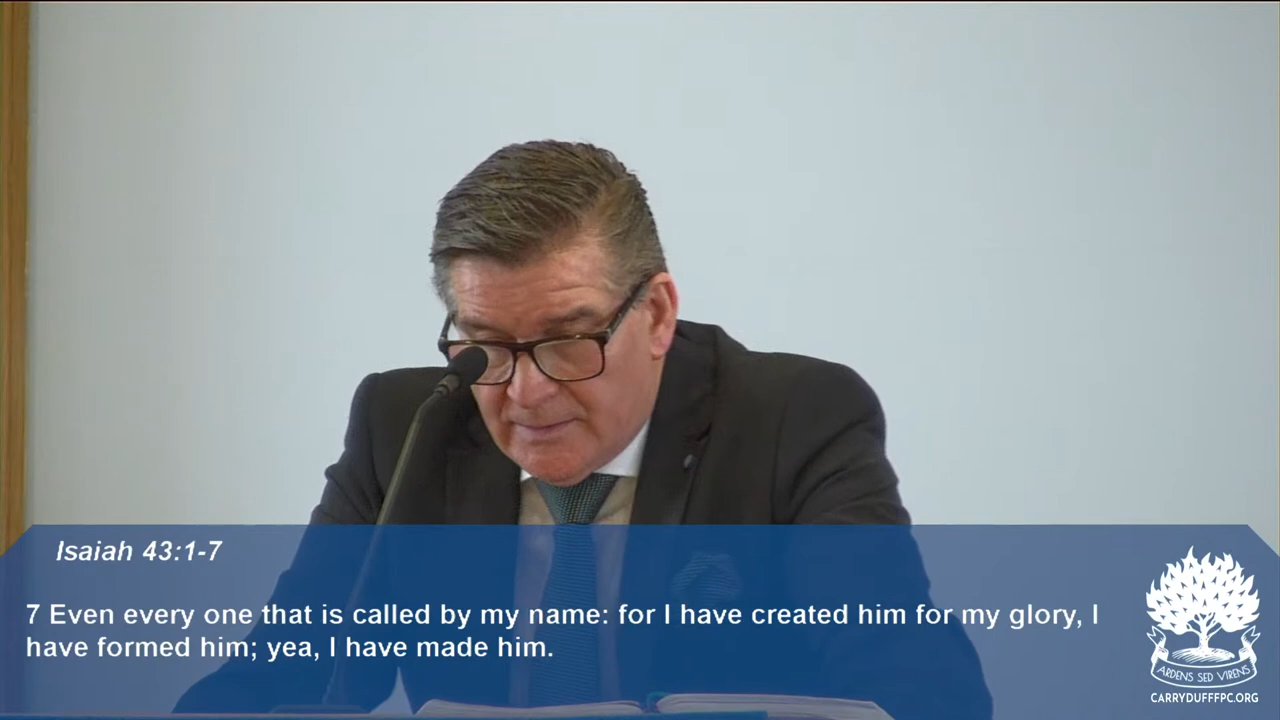 Isaiah 43:1-7
7 Even every one that is called by my name: for I have created him for my glory, I
have formed him; yea, I have made him.
ARDENS SED VIRENS
CARRYDUFFFPC.ORG